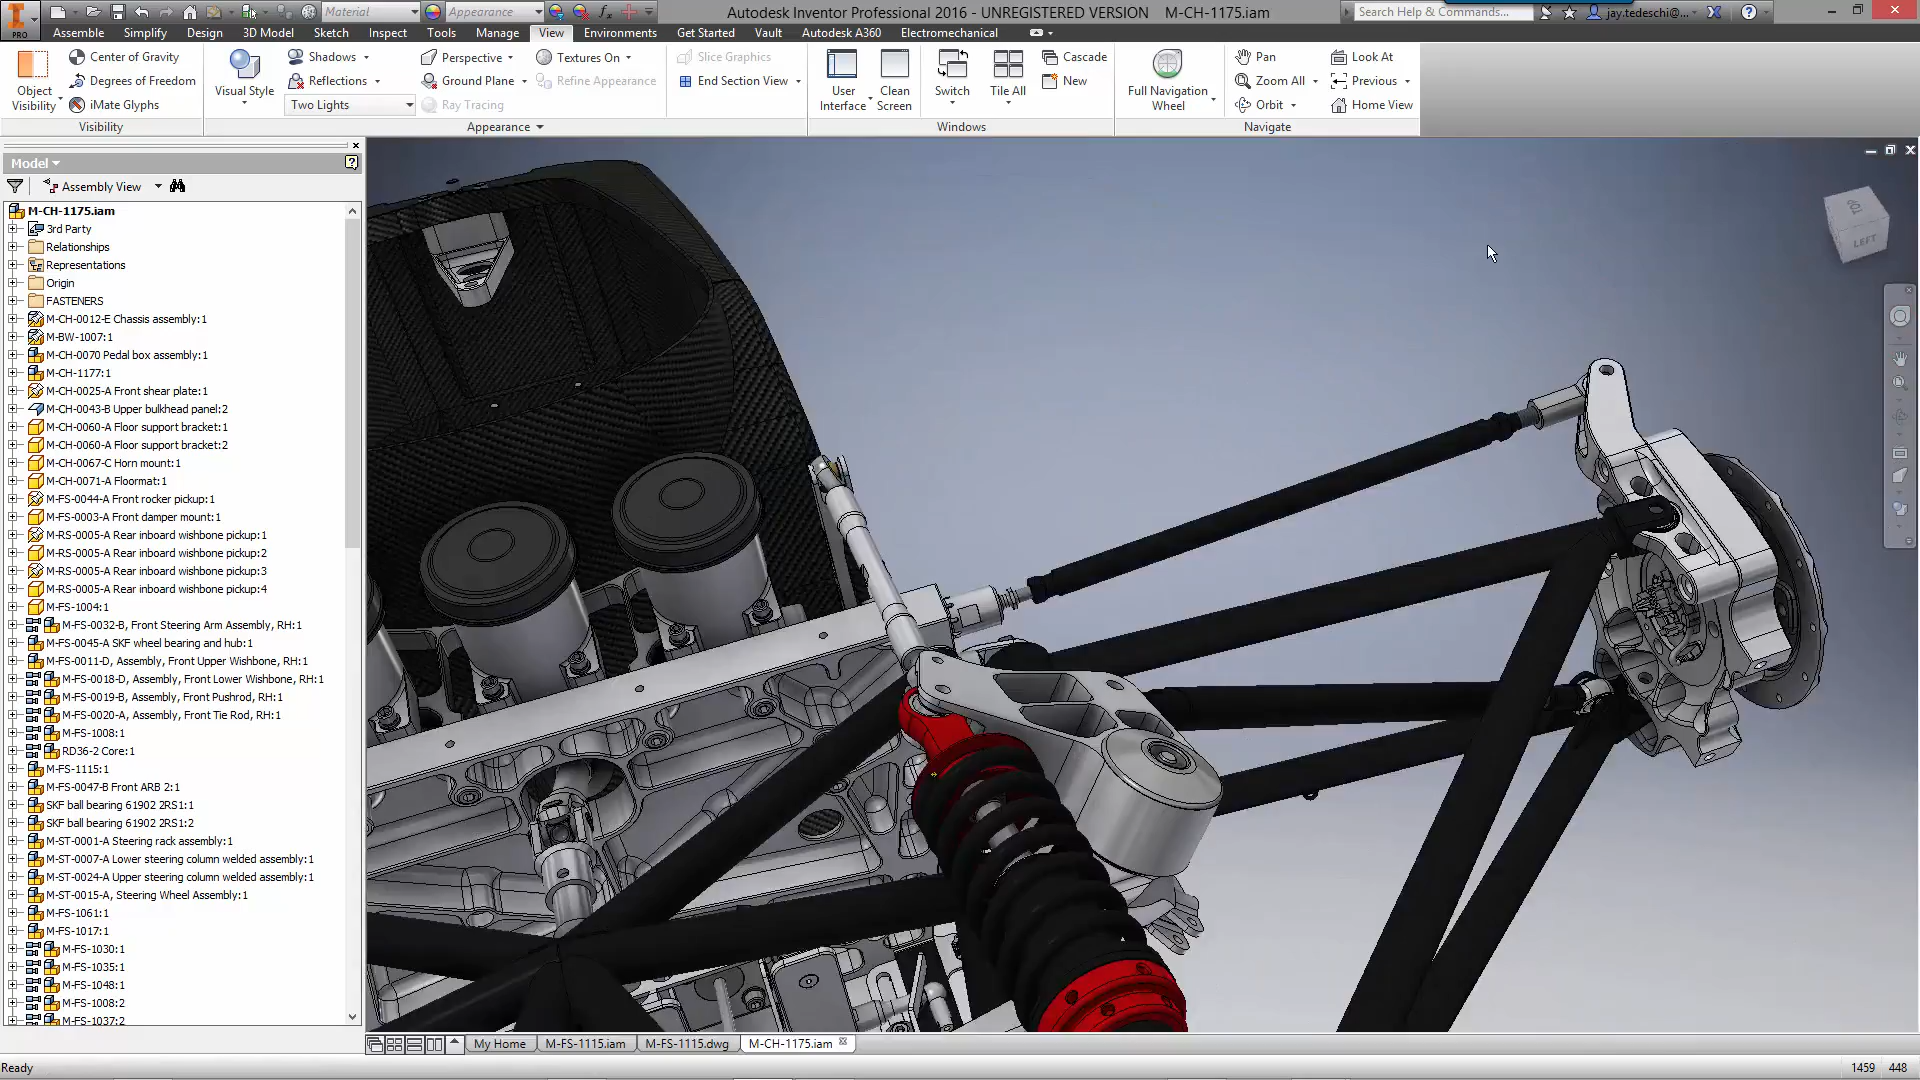 PRO
Material
Appearance
Autodesk Inventor Professional 2016 - UNREGISTERED VERSION M-CH-1175.iam
Search Help & Commands...
jay.tedeschi@...
Assemble Simplify Design 3D Model Sketch Inspect Tools Manage View Environments Get Started Vault Autodesk A360 Electromechanical
Object Visibility
Center of Gravity
Degrees of Freedom
iMate Glyphs
Visibility
Visual Style
Shadows
Reflections
Two Lights
Perspective
Ground Plane
Ray Tracing
Textures On
Refine Appearance
Appearance
Slice Graphics
End Section View
User Interface
Clean Screen
Switch
Tile All
Cascade
New
Windows
Full Navigation Wheel
Pan
Zoom All
Orbit
Look At
Previous
Home View
Navigate
Model
Assembly View
M-CH-1175.iam
3rd Party
Relationships
Representations
Origin
FASTENERS
M-CH-0012-E Chassis assembly:1
M-BW-1007:1
M-CH-0070 Pedal box assembly:1
M-CH-1177:1
M-CH-0025-A Front shear plate:1
M-CH-0043-B Upper bulkhead panel:2
M-CH-0060-A Floor support bracket:1
M-CH-0060-A Floor support bracket:2
M-CH-0067-C Horn mount:1
M-CH-0071-A Floormat:1
M-FS-0044-A Front rocker pickup:1
M-FS-0003-A Front damper mount:1
M-RS-0005-A Rear inboard wishbone pickup:1
M-RS-0005-A Rear inboard wishbone pickup:2
M-RS-0005-A Rear inboard wishbone pickup:3
M-RS-0005-A Rear inboard wishbone pickup:4
M-FS-1004:1
M-FS-0032-B, Front Steering Arm Assembly, RH:1
M-FS-0045-A SKF wheel bearing and hub:1
M-FS-0011-D, Assembly, Front Upper Wishbone, RH:1
M-FS-0018-D, Assembly, Front Lower Wishbone, RH:1
M-FS-0019-B, Assembly, Front Pushrod, RH:1
M-FS-0020-A, Assembly, Front Tie Rod, RH:1
M-FS-1008:1
RD36-2 Core:1
M-FS-1115:1
M-FS-0047-B Front ARB 2:1
SKF ball bearing 61902 2RS1:1
SKF ball bearing 61902 2RS1:2
M-ST-0001-A Steering rack assembly:1
M-ST-0007-A Lower steering column welded assembly:1
M-ST-0024-A Upper steering column welded assembly:1
M-ST-0015-A, Steering Wheel Assembly:1
M-FS-1061:1
M-FS-1017:1
M-FS-1030:1
M-FS-1035:1
M-FS-1048:1
M-FS-1008:2
M-FS-1037:2
TOP
LEFT
My Home M-FS-1115.iam M-FS-1115.dwg M-CH-1175.iam
Ready
1459 448